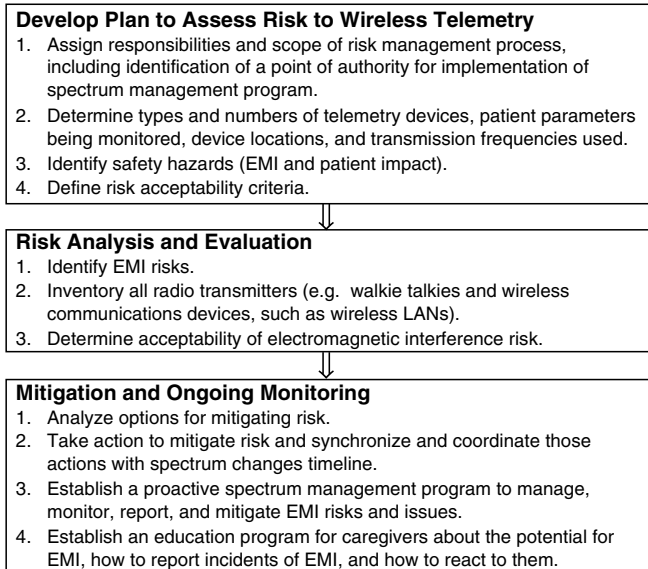 Develop Plan to Assess Risk to Wireless Telemetry
1. Assign responsibilities and scope of risk management process,
including identification of a point of authority for implementation of
spectrum management program.
2. Determine types and numbers of telemetry devices, patient parameters
being monitored, device locations, and transmission frequencies used.
3. Identify safety hazards (EMI and patient impact).
4. Define risk acceptability criteria.
Risk Analysis and Evaluation
1. Identify EMI risks.
2. Inventory all radio transmitters (e.g. walkie talkies and wireless
communications devices, such as wireless LANs).
3. Determine acceptability of electromagnetic interference risk.
Mitigation and Ongoing Monitoring
1. Analyze options for mitigating risk.
2. Take action to mitigate risk and synchronize and coordinate those
actions with spectrum changes timeline.
3. Establish a proactive spectrum management program to manage,
monitor, report, and mitigate EMI risks and issues.
4. Establish an education program for caregivers about the potential for
EMI, how to report incidents of EMI, and how to react to them.